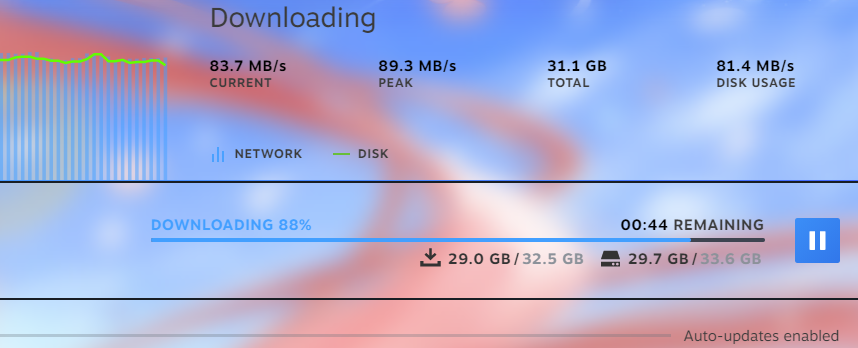 Downloading
83.7 MB/s 89.3 MB/s 31.1 GB 81.4 MB/s
CURRENT PEAK TOTAL DISK USAGE
NETWORK DISK
DOWNLOADING 88% 00:44 REMAINING
29.0 GB / 32.5 GB 29.7 GB / 33.6 GB
Auto-updates enabled